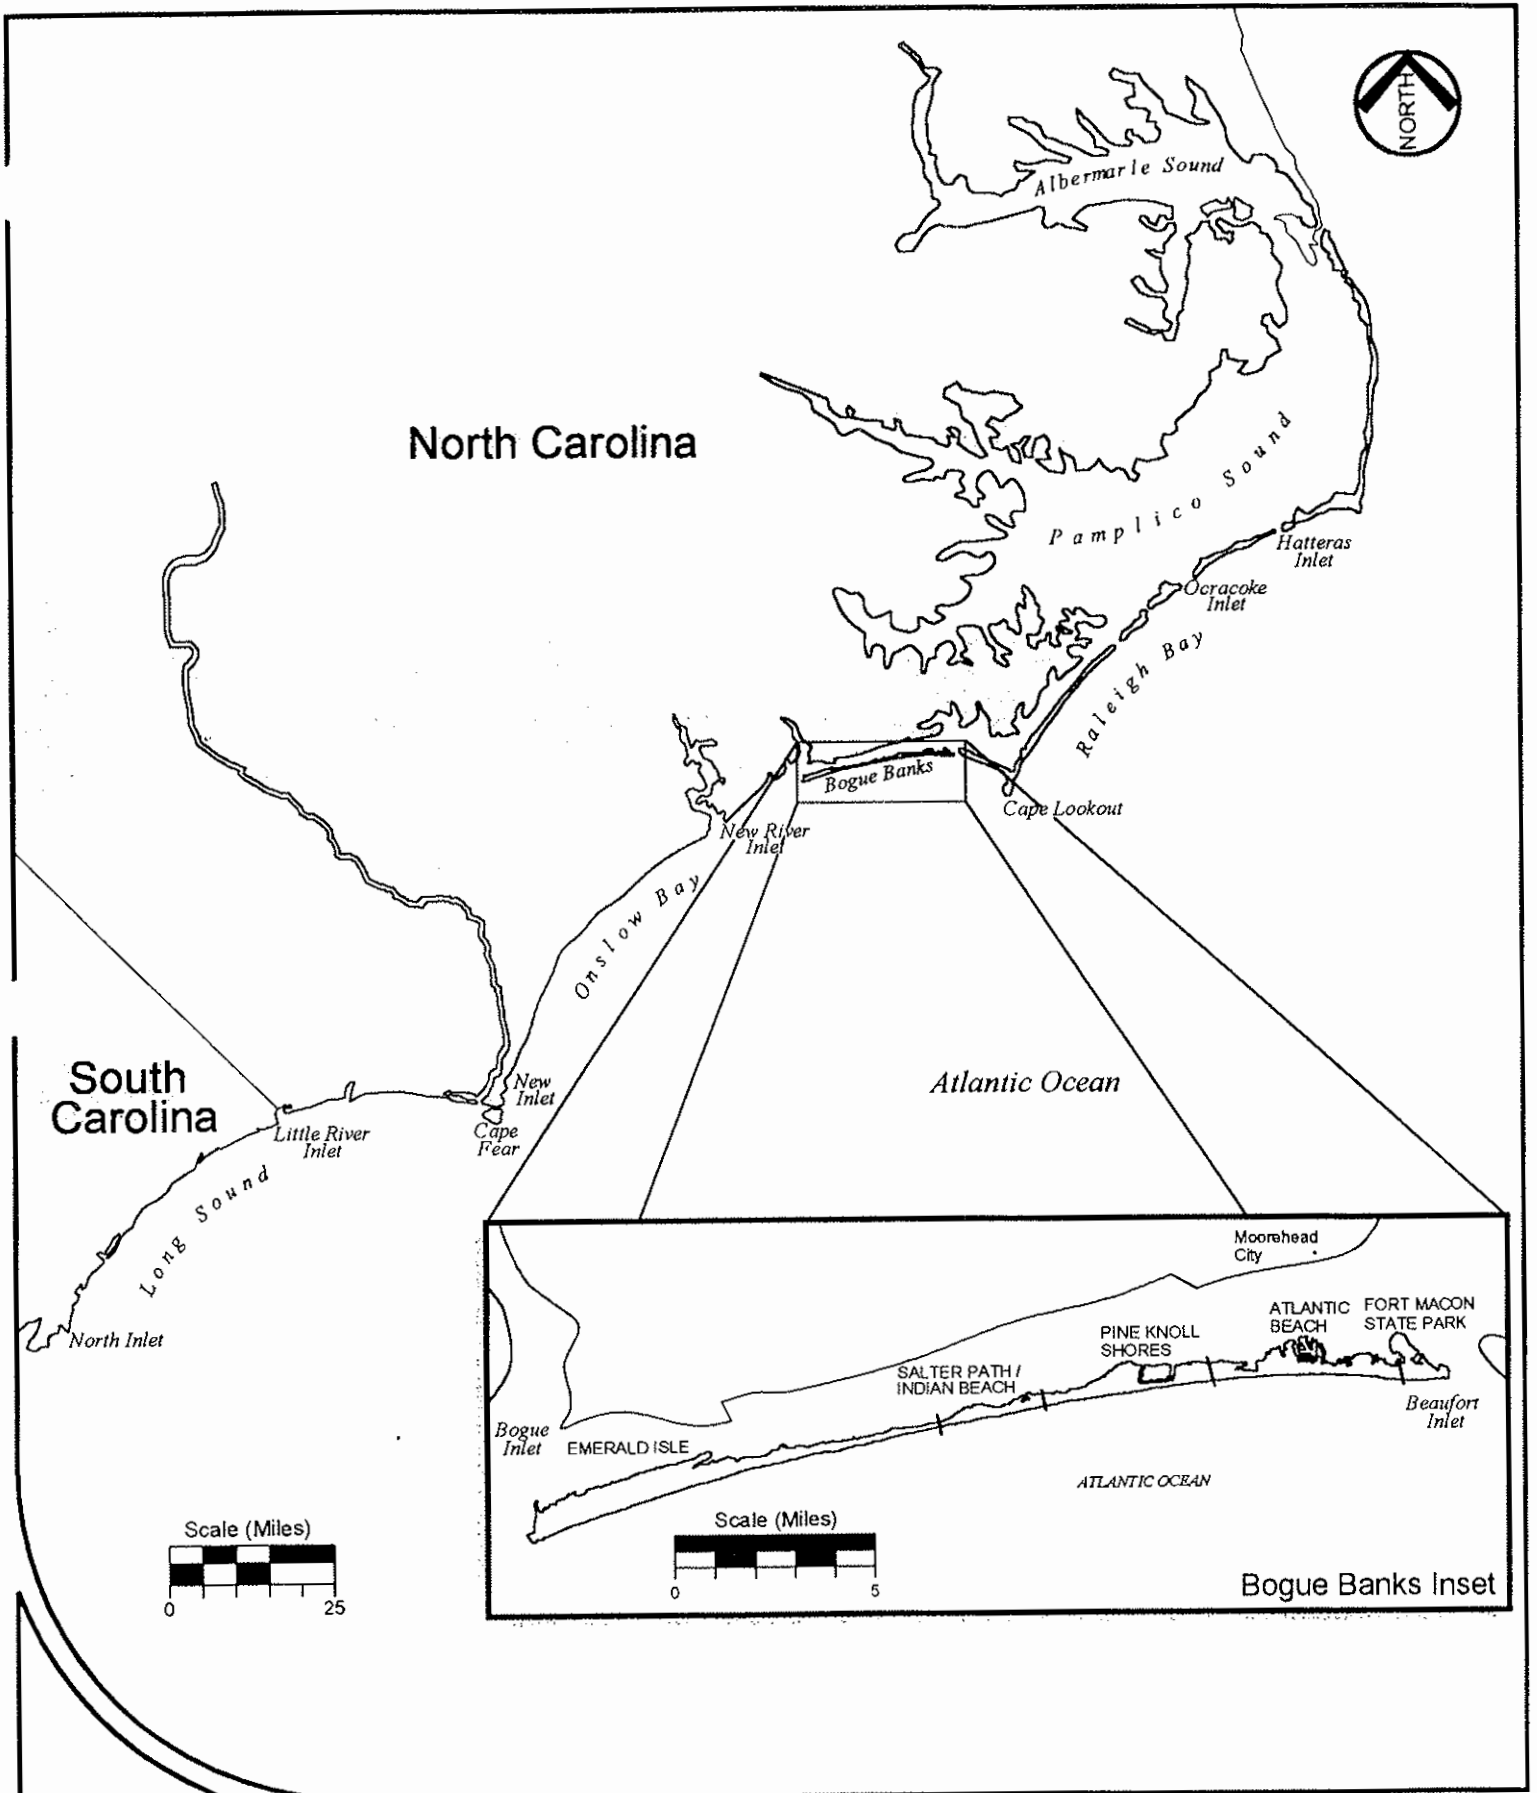 NORTH
Albermarle Sound
North Carolina
Pamplico Sound
Hatteras
Inlet
Ocracoke
Inlet
Raleigh Bay
Bogue Banks
Cape Lookout
New River
Inlet
Onslow Bay
South
Carolina
New
Inlet
Cape
Fear
Little River
Inlet
Long Sound
North Inlet
Atlantic Ocean
Moorehead
City
ATLANTIC
BEACH
FORT MACON
STATE PARK
PINE KNOLL
SHORES
SALTER PATH /
INDIAN BEACH
Beaufort
Inlet
Bogue
Inlet
EMERALD ISLE
ATLANTIC OCEAN
Scale (Miles)
0 5
Bogue Banks Inset
Scale (Miles)
0 25